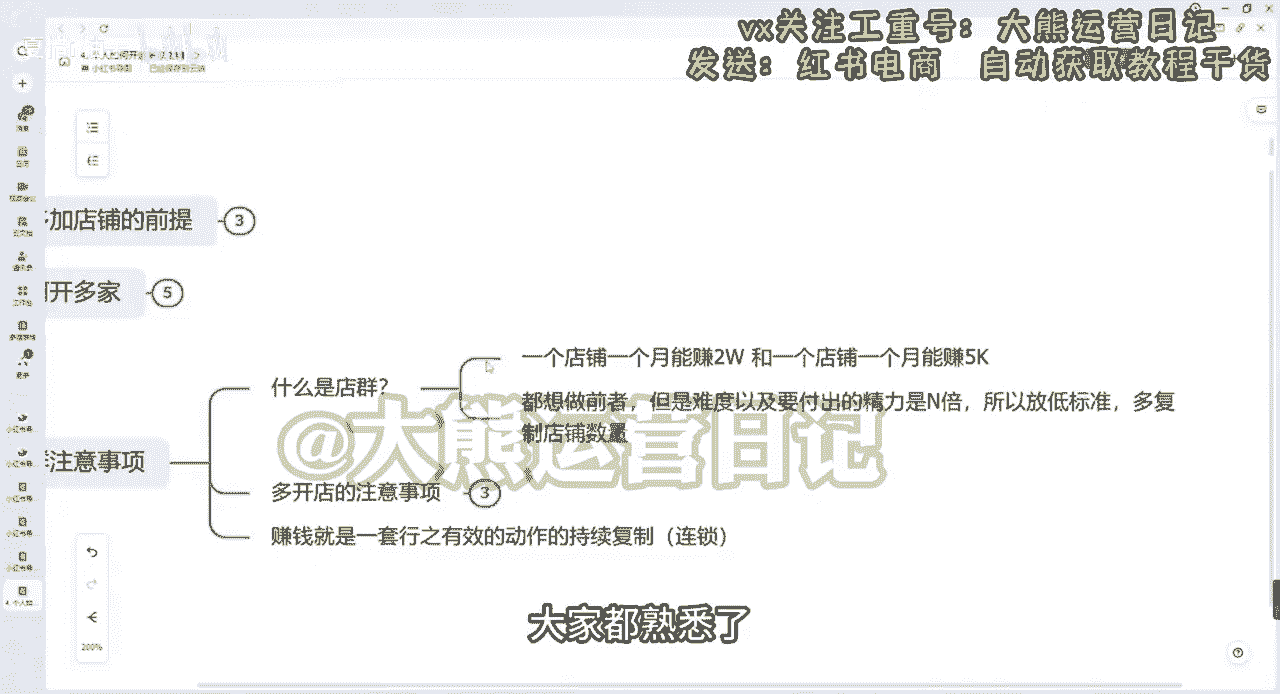 vx关注工重号：大熊运营日记
发送：红书电商 自动获取教程干货
加店铺的前提 3
开多家 5
一个店铺一个月能赚2W 和一个店铺一个月能赚5K
什么是店群？
都想做前者，但是难度以及要付出的精力是N倍，所以放低标准，多复
制店铺数量
@大熊运营日记
注意事项
多开店的注意事项 3
赚钱就是一套行之有效的动作的持续复制（连锁）
大家都熟悉了
200%